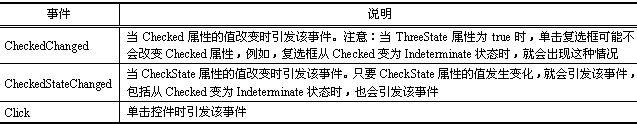 事件 说明
CheckedChanged 当 Checked 属性的值改变时引发该事件。注意：当 ThreeState 属性为 true 时，单击复选框可能不
会改变 Checked 属性，例如，复选框从 Checked 变为 Indeterminate 状态时，就会出现这种情况
CheckedStateChanged 当 CheckState 属性的值改变时引发该事件。只要 CheckState 属性的值发生变化，就会引发该事件，
包括从 Checked 变为 Indeterminate 状态时，也会引发该事件
Click 单击控件时引发该事件